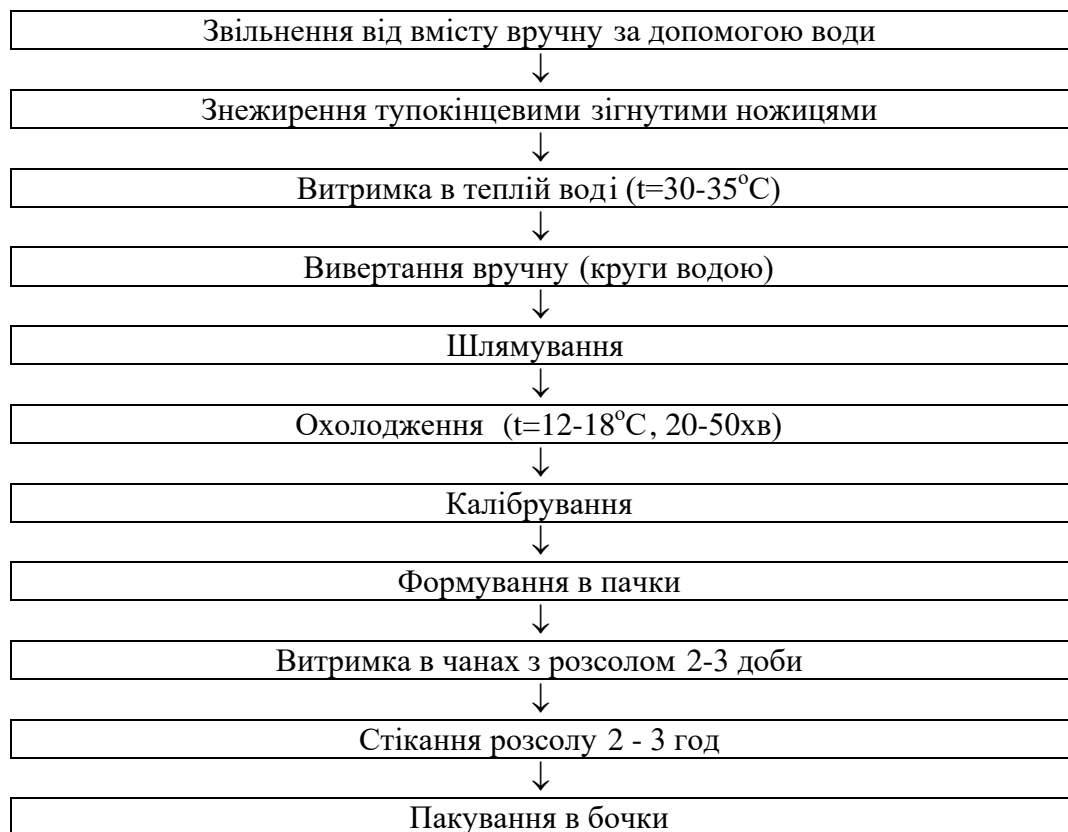 Звільнення від вмісту вручну за допомогою води
↓
Знежирення тупокінцевими зігнутими ножицями
↓
Витримка в теплій воді (t=30-35°C)
↓
Вивертання вручну (круги водою)
↓
Шлямування
↓
Охолодження (t=12-18°C, 20-50хв)
↓
Калібрування
↓
Формування в пачки
↓
Витримка в чанах з розсолом 2-3 доби
↓
Стікання розсолу 2 - 3 год
↓
Пакування в бочки